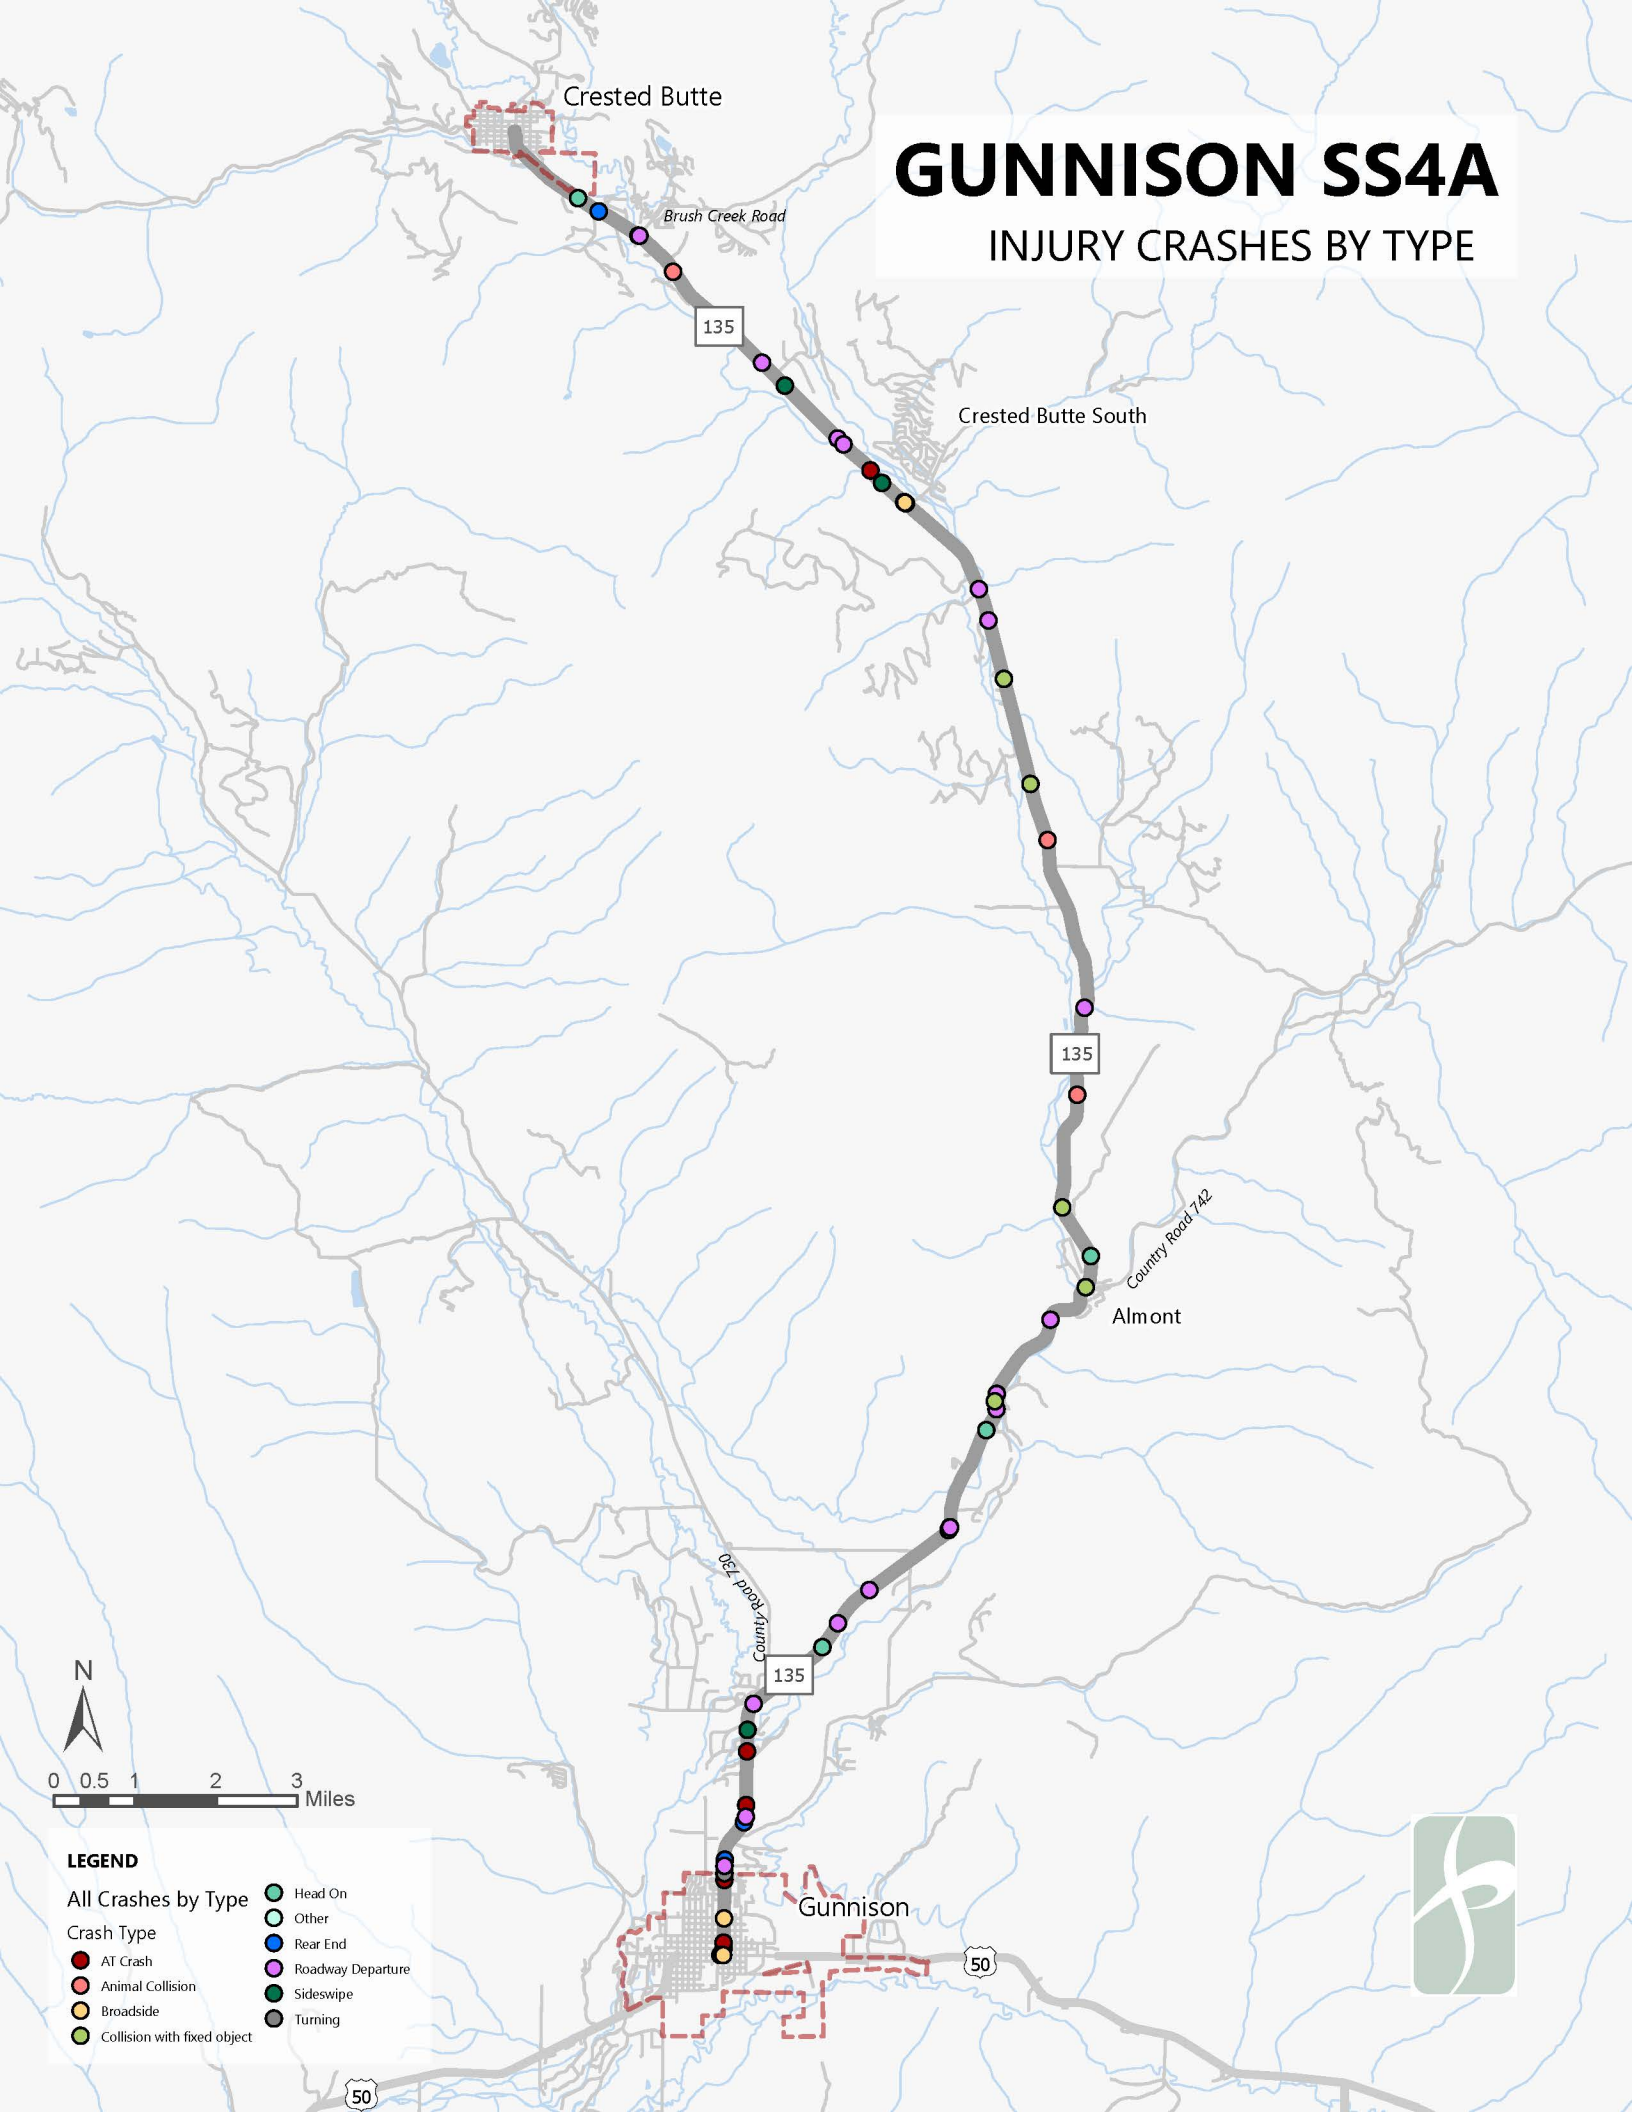 Crested Butte
GUNNISON SS4A
INJURY CRASHES BY TYPE
Brush Creek Road
135
Crested Butte South
135
Country Road 742
Almont
County Road 730
135
N
0 0.5 1 2 3
Miles
Gunnison
50
50
LEGEND
All Crashes by Type
Crash Type
AT Crash
Animal Collision
Broadside
Collision with fixed object
Head On
Other
Rear End
Roadway Departure
Sideswipe
Turning